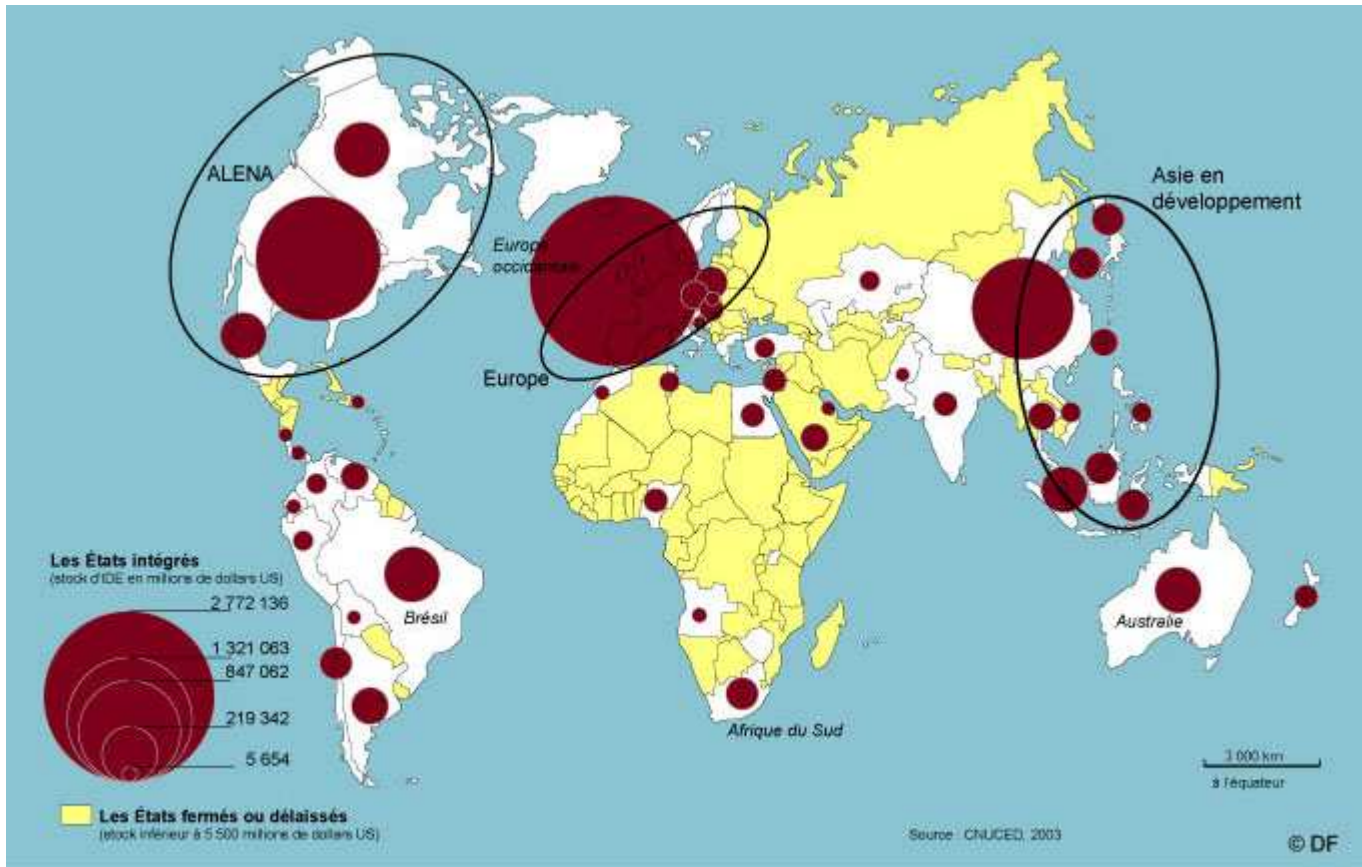 ALENA
Asie en
développement
Europe
occidentale
Europe
Les États intégrés
(stock d'IDE en millions de dollars US)
2 772 136
1 321 063
847 062
219 342
5 654
Brésil
Australie
Afrique du Sud
3 000 km
à l'équateur
Les États fermés ou délaissés
(stock inférieur à 5 500 millions de dollars US)
Source : CNUCED, 2003
© DF